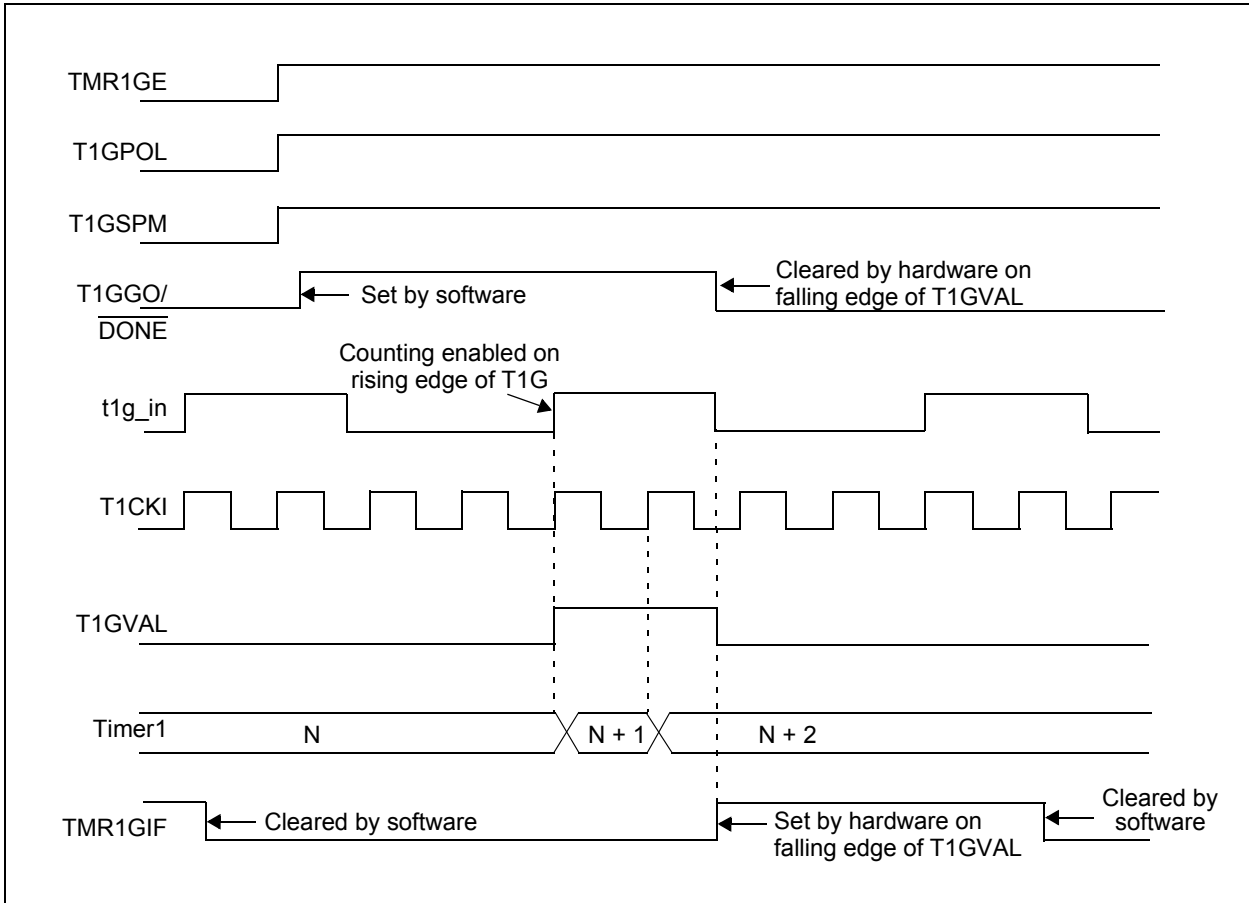 TMR1GE
T1GPOL
T1GSPM
T1GGO/
DONE
Set by software
Cleared by hardware on
falling edge of T1GVAL
Counting enabled on
rising edge of T1G
t1g_in
T1CKI
T1GVAL
Timer1
N
N + 1
N + 2
TMR1GIF
Cleared by software
Set by hardware on
falling edge of T1GVAL
Cleared by
software